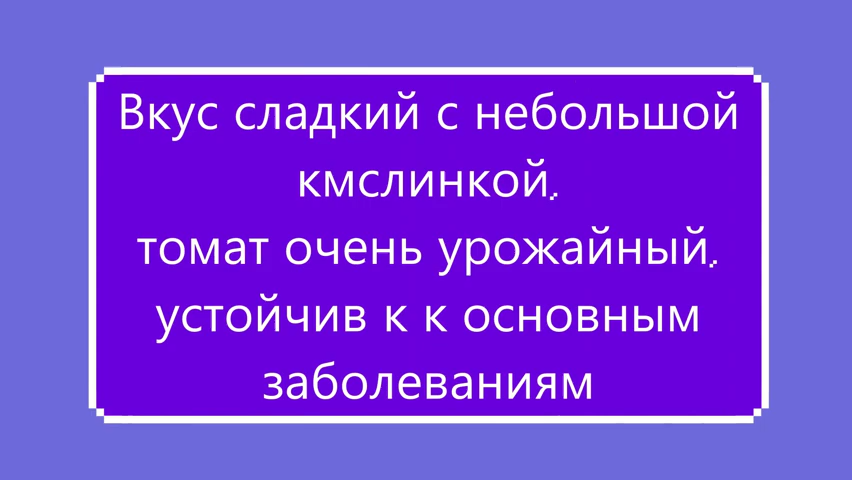 Вкус сладкий с небольшой
кмслинкой.
томат очень урожайный.
устойчив к к основным
заболеваниям